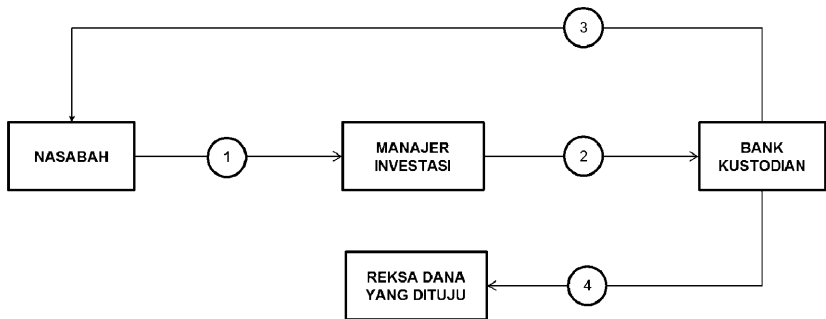 3
NASABAH
1
MANAJER
INVESTASI
2
BANK
KUSTODIAN
REKSA DANA
YANG DITUJU
4